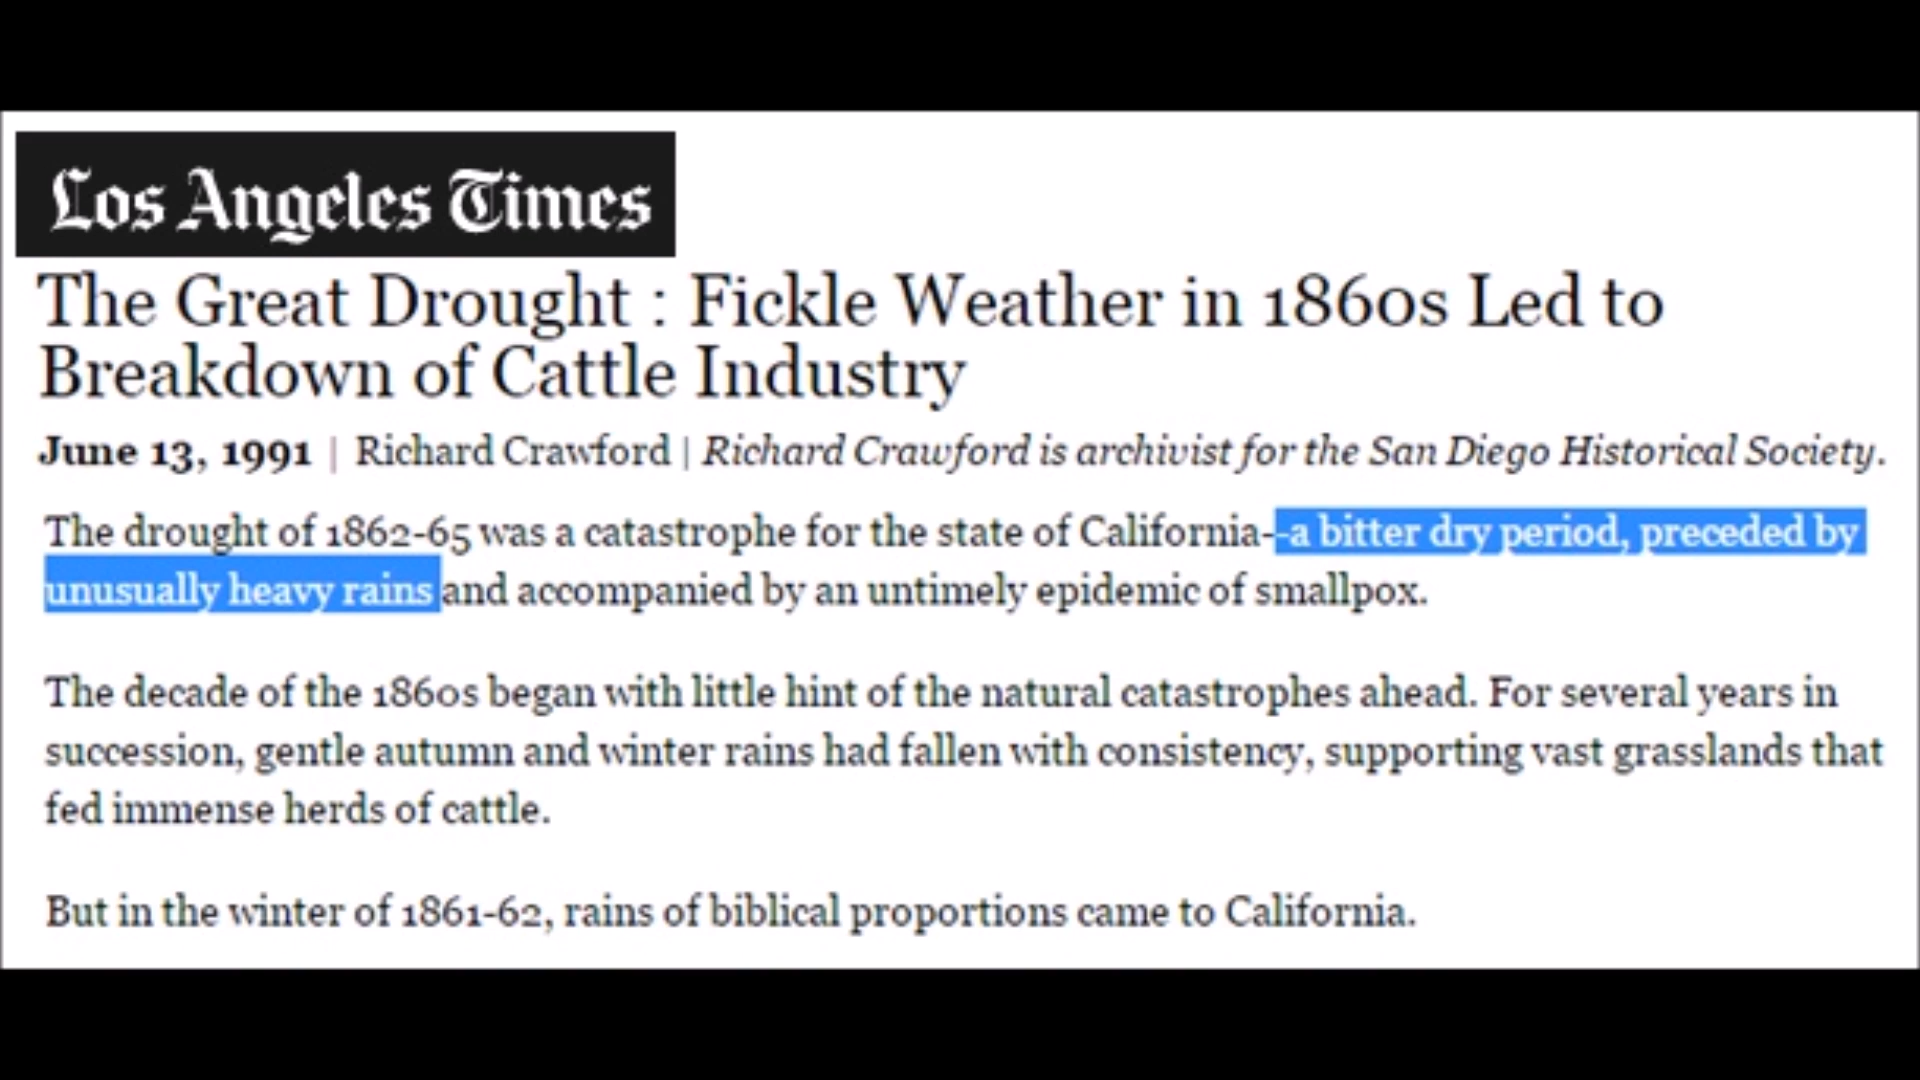 Los Angeles Times
The Great Drought : Fickle Weather in 1860s Led to
Breakdown of Cattle Industry
June 13, 1991 | Richard Crawford | Richard Crawford is archivist for the San Diego Historical Society.
The drought of 1862-65 was a catastrophe for the state of California--a bitter dry period, preceded by
unusually heavy rains and accompanied by an untimely epidemic of smallpox.
The decade of the 1860s began with little hint of the natural catastrophes ahead. For several years in
succession, gentle autumn and winter rains had fallen with consistency, supporting vast grasslands that
fed immense herds of cattle.
But in the winter of 1861-62, rains of biblical proportions came to California.